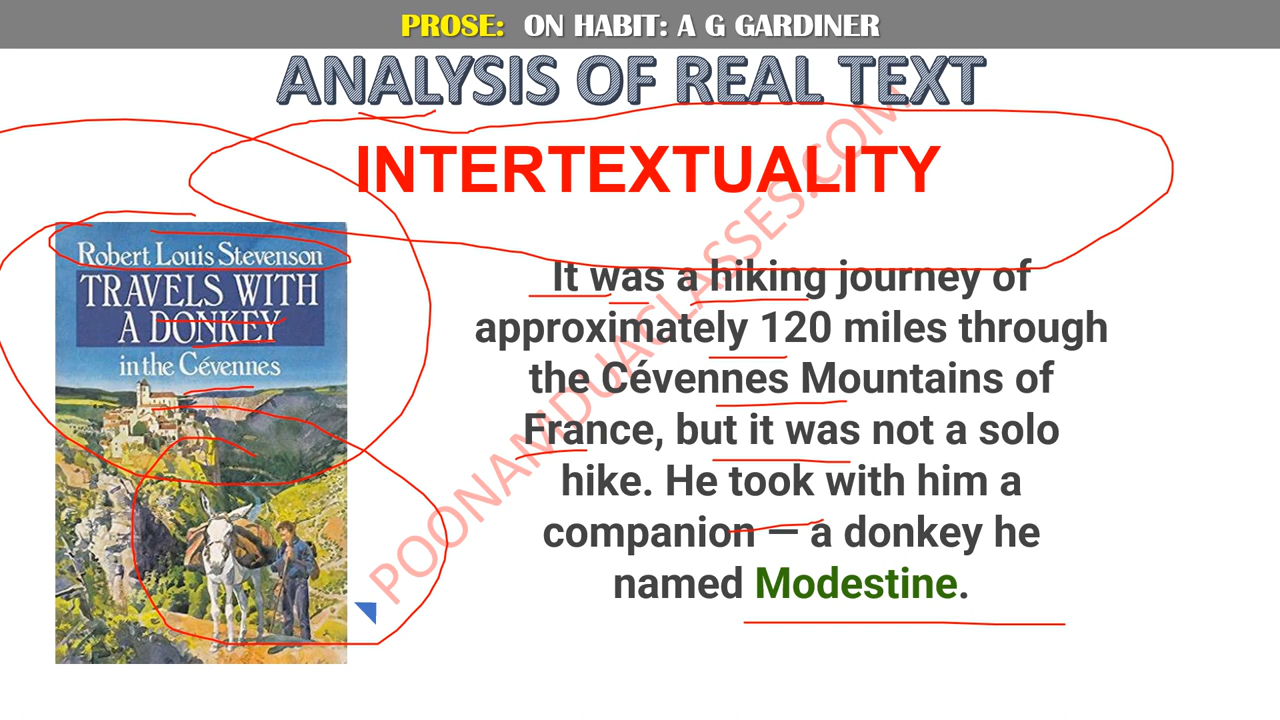 PROSE: ON HABIT: A G GARDINER
ANALYSIS OF REAL TEXT
INTERTEXTUALITY
Robert Louis Stevenson
TRAVELS WITH
A DONKEY
in the Cévennes
It was a hiking journey of
approximately 120 miles through
the Cévennes Mountains of
France, but it was not a solo
hike. He took with him a
companion — a donkey he
named Modestine.
POONAMDUACLASSES.COM